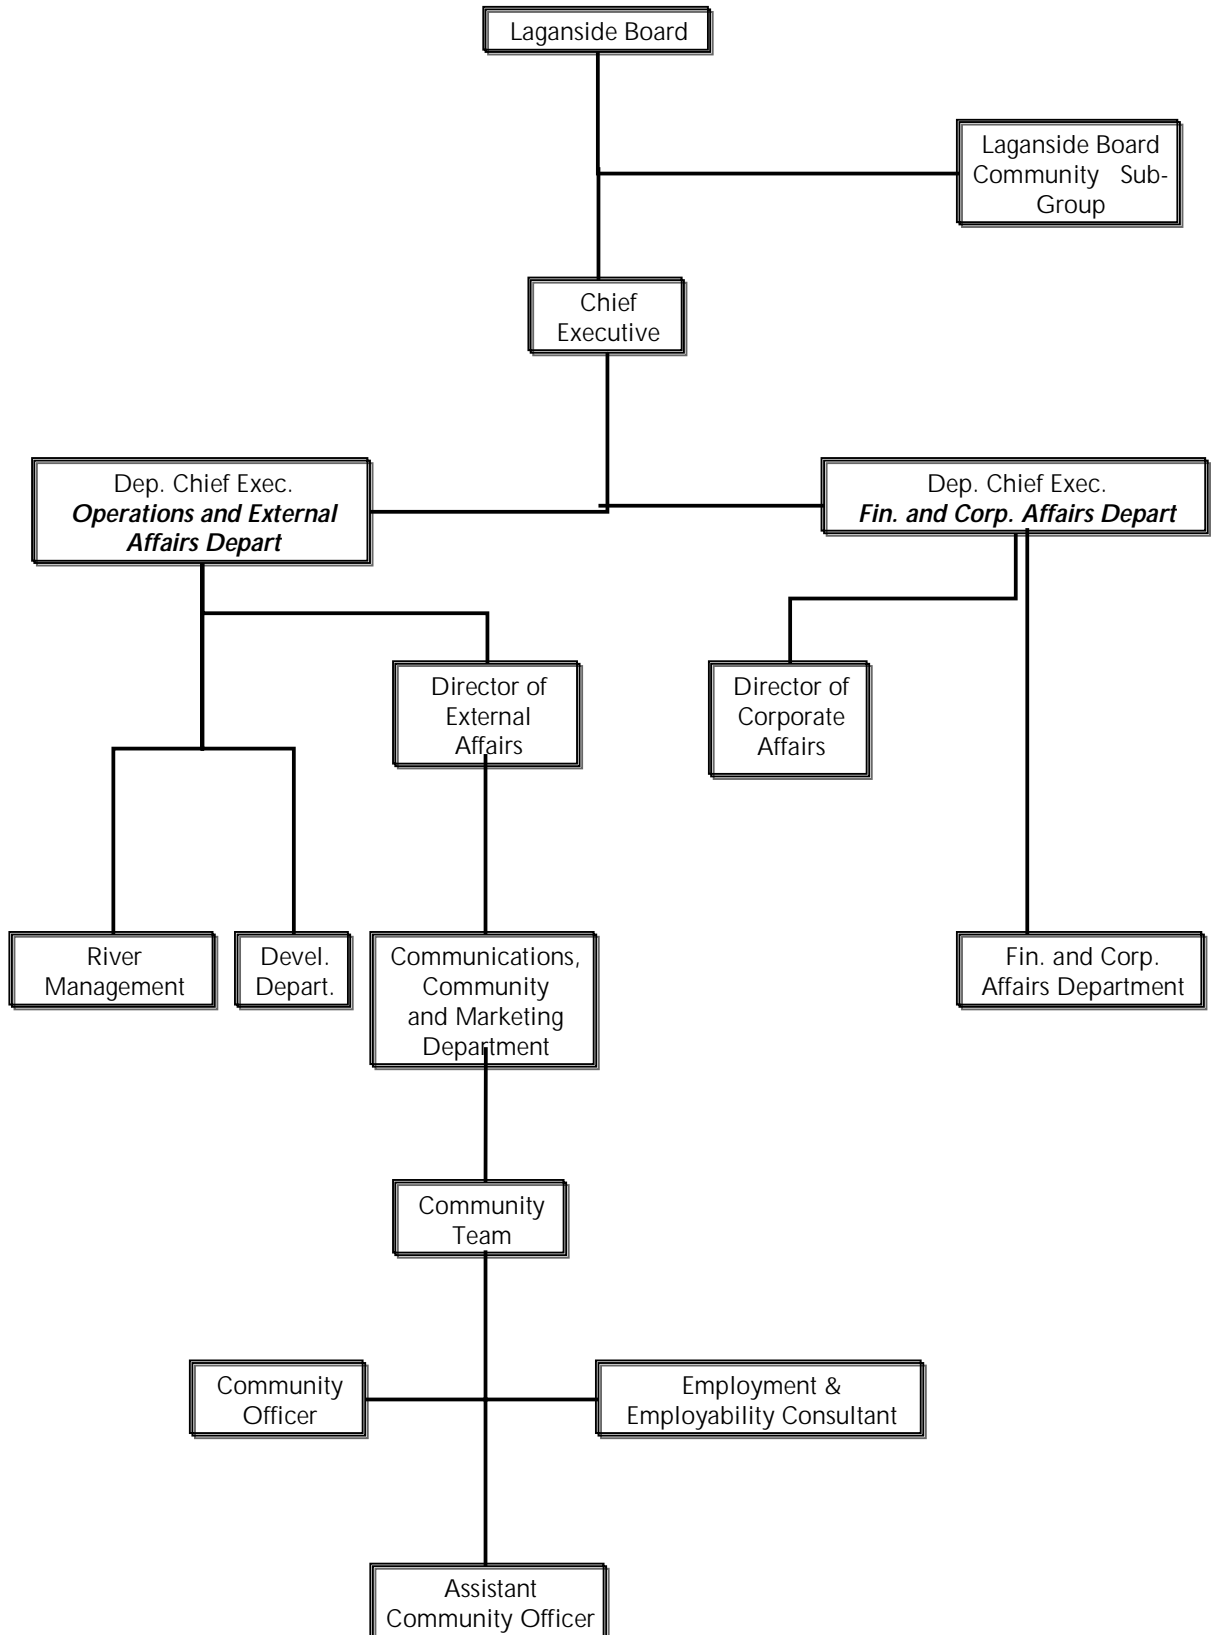 Laganside Board
Laganside Board
Community Sub-
Group
Chief
Executive
Dep. Chief Exec.
Operations and External
Affairs Depart
Dep. Chief Exec.
Fin. and Corp. Affairs Depart
Director of
External
Affairs
Director of
Corporate
Affairs
River
Management
Devel.
Depart.
Communications,
Community
and Marketing
Department
Fin. and Corp.
Affairs Department
Community
Team
Community
Officer
Employment &
Employability Consultant
Assistant
Community Officer